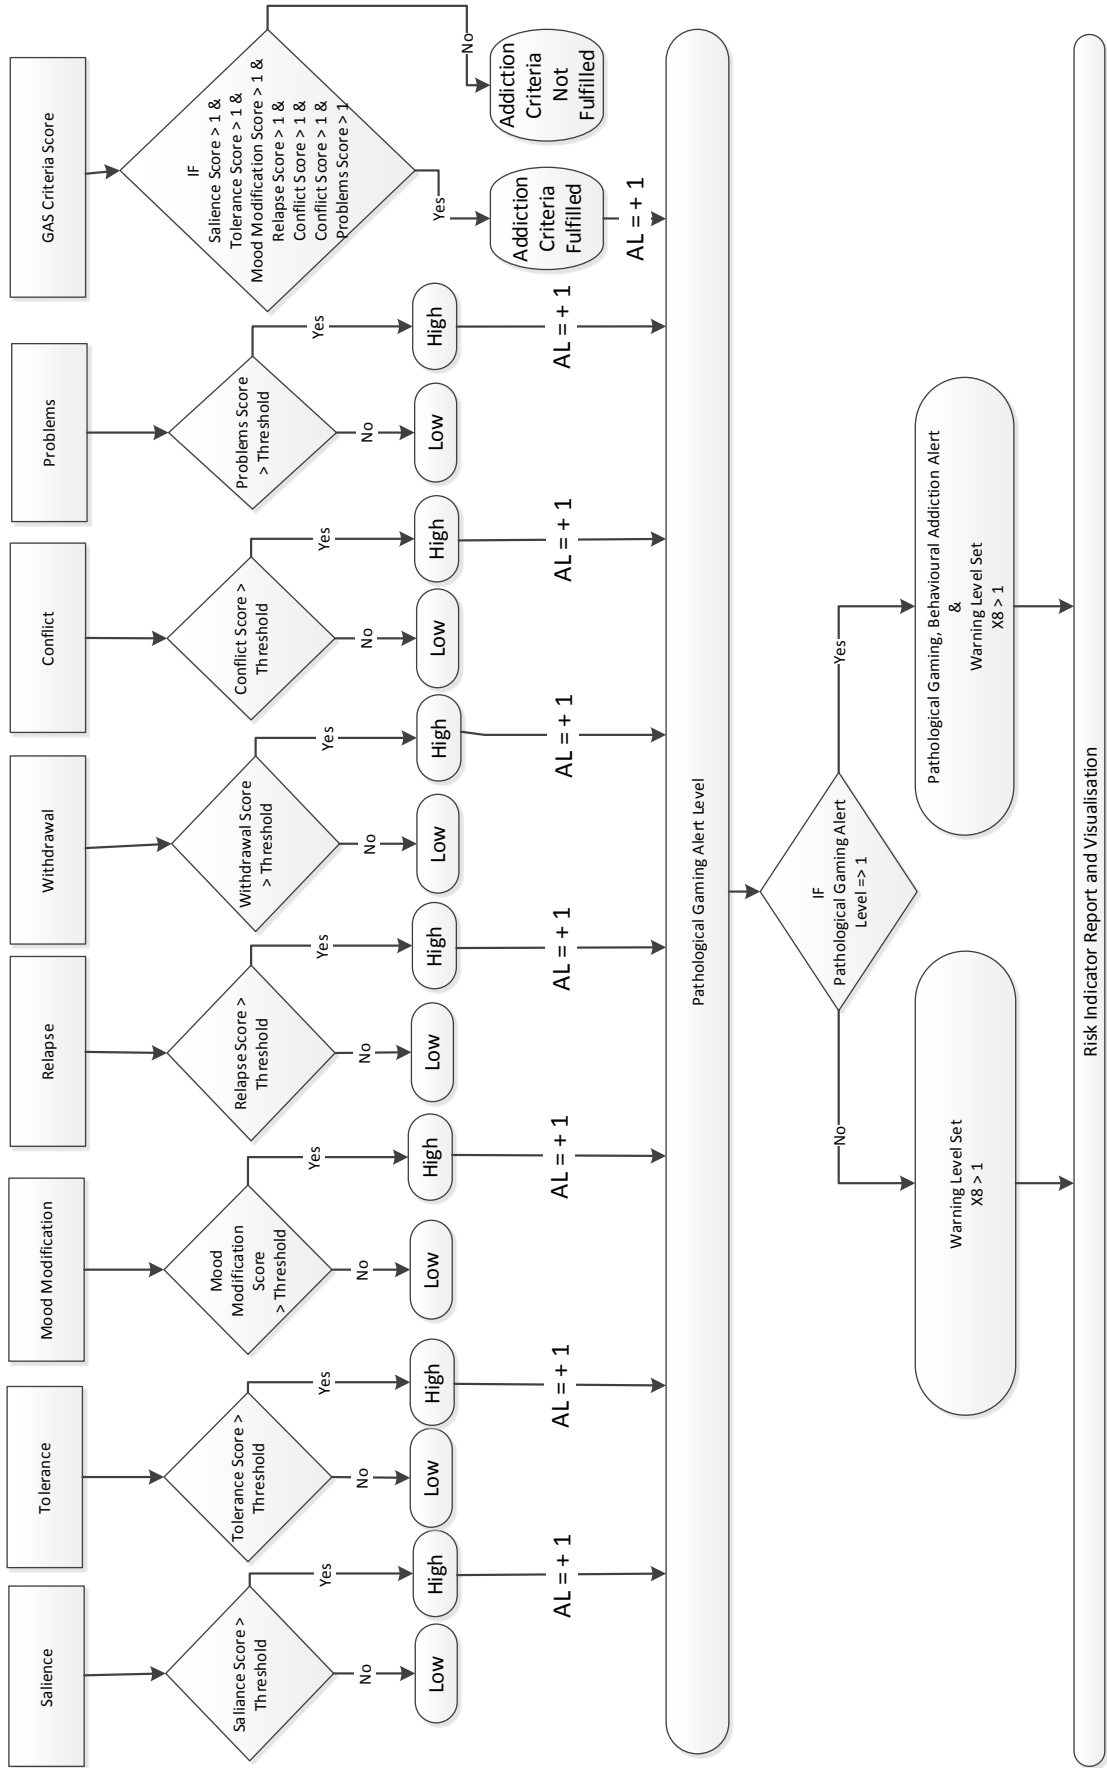 Salience
Tolerance
Mood Modification
Relapse
Withdrawal
Conflict
Problems
GAS Criteria Score
Saliance Score >
Threshold
Tolerance Score >
Threshold
Mood
Modification
Score
> Threshold
Relapse Score >
Threshold
Withdrawal Score
> Threshold
Conflict Score >
Threshold
Problems Score
> Threshold
IF
Salience Score > 1 &
Tolerance Score > 1 &
Mood Modification Score > 1 &
Relapse Score > 1 &
Conflict Score > 1 &
Conflict Score > 1 &
Problems Score > 1
No
Yes
No
Yes
No
Yes
No
Yes
No
Yes
No
Yes
No
Yes
Yes
No
Low
High
Low
High
Low
High
Low
High
Low
High
Low
High
Low
High
Addiction
Criteria
Fulfilled
Addiction
Criteria
Not
Fulfilled
AL = + 1
AL = + 1
AL = + 1
AL = + 1
AL = + 1
AL = + 1
AL = + 1
AL = + 1
Pathological Gaming Alert Level
IF
Pathological Gaming Alert
Level => 1
No
Yes
Warning Level Set
X8 > 1
Pathological Gaming, Behavioural Addiction Alert
&
Warning Level Set
X8 > 1
Risk Indicator Report and Visualisation